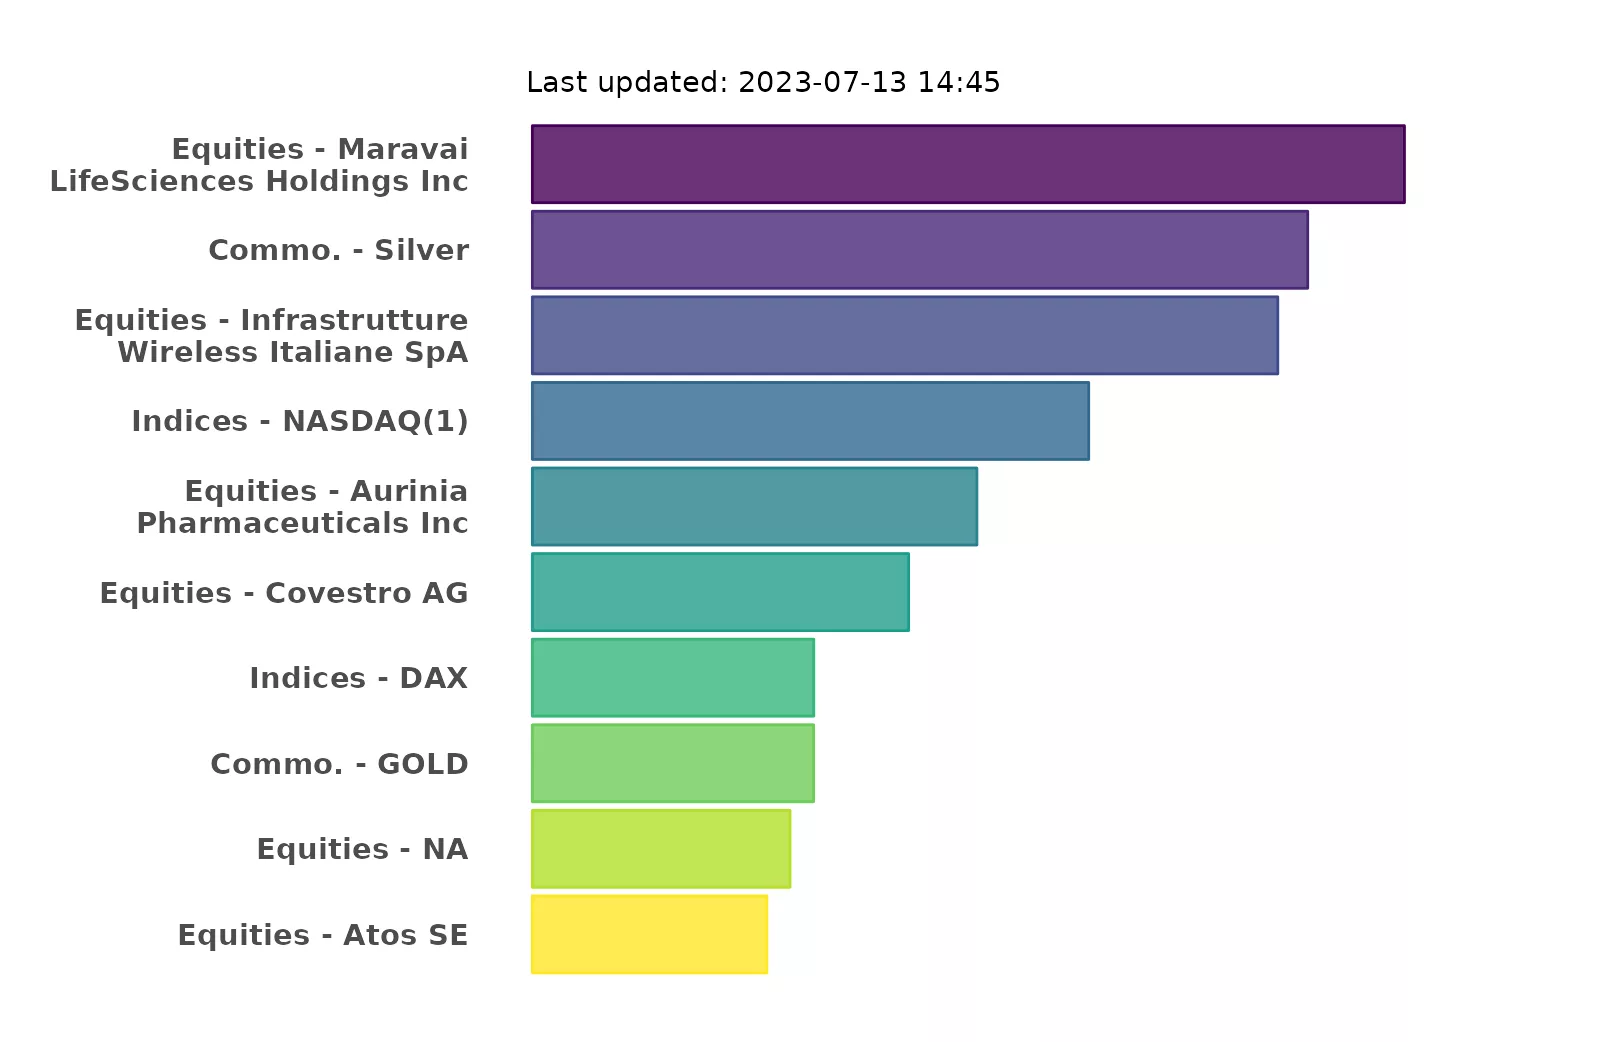 Last updated: 2023-07-13 14:45
Equities - Maravai
LifeSciences Holdings Inc
Commo. - Silver
Equities - Infrastrutture
Wireless Italiane SpA
Indices - NASDAQ(1)
Equities - Aurinia
Pharmaceuticals Inc
Equities - Covestro AG
Indices - DAX
Commo. - GOLD
Equities - NA
Equities - Atos SE